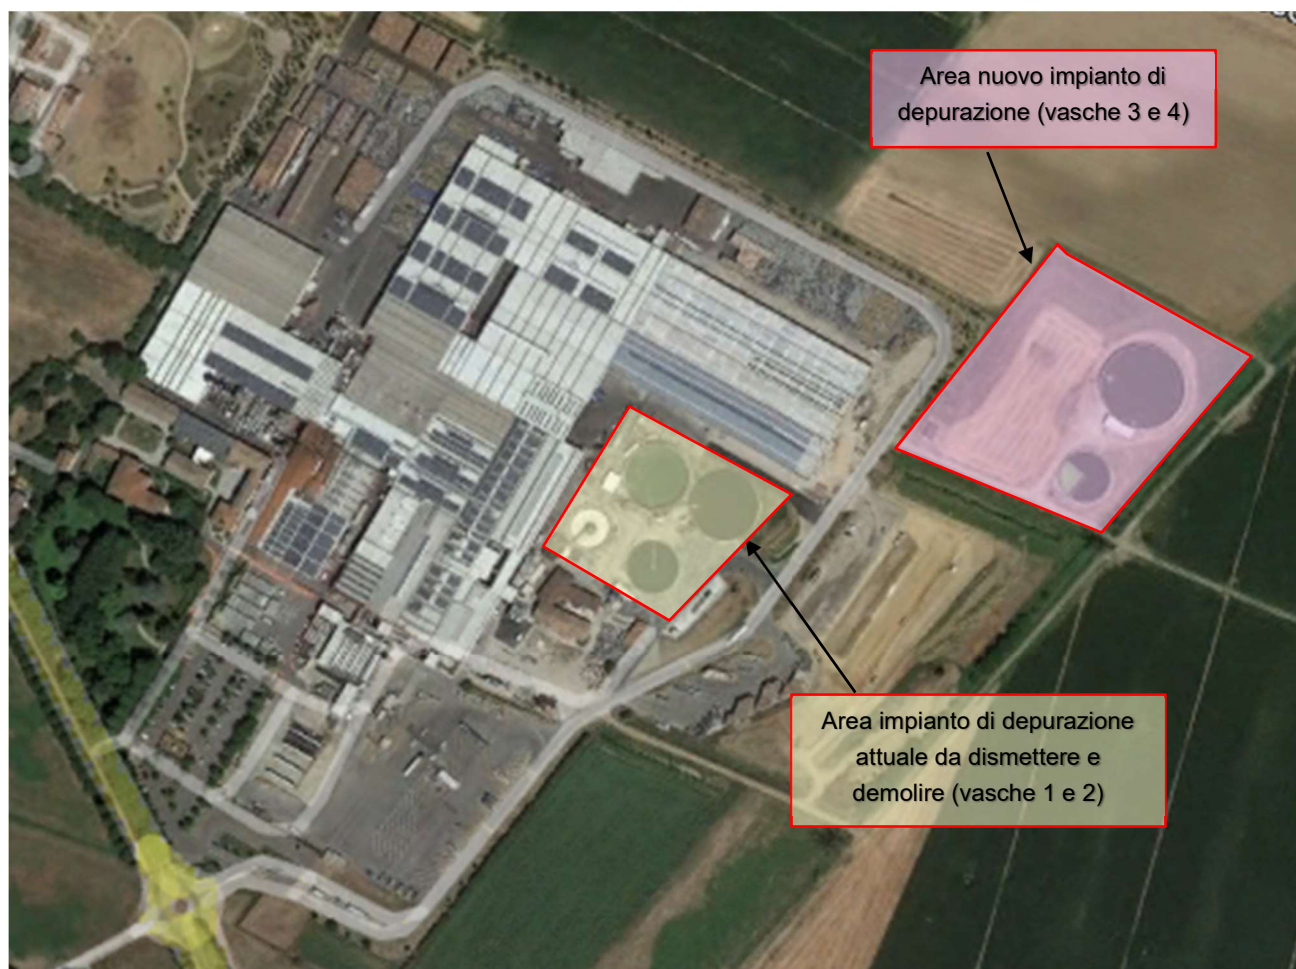 Area nuovo impianto di
depurazione (vasche 3 e 4)
Area impianto di depurazione
attuale da dismettere e
demolire (vasche 1 e 2)